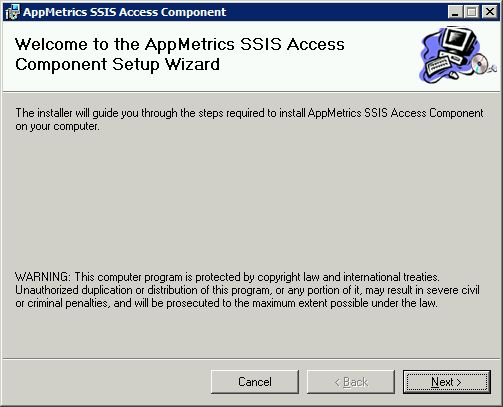 AppMetrics SSIS Access Component
Welcome to the AppMetrics SSIS Access
Component Setup Wizard
The installer will guide you through the steps required to install AppMetrics SSIS Access Component
on your computer.
WARNING: This computer program is protected by copyright law and international treaties.
Unauthorized duplication or distribution of this program, or any portion of it, may result in severe civil
or criminal penalties, and will be prosecuted to the maximum extent possible under the law.
Cancel
< Back
Next >